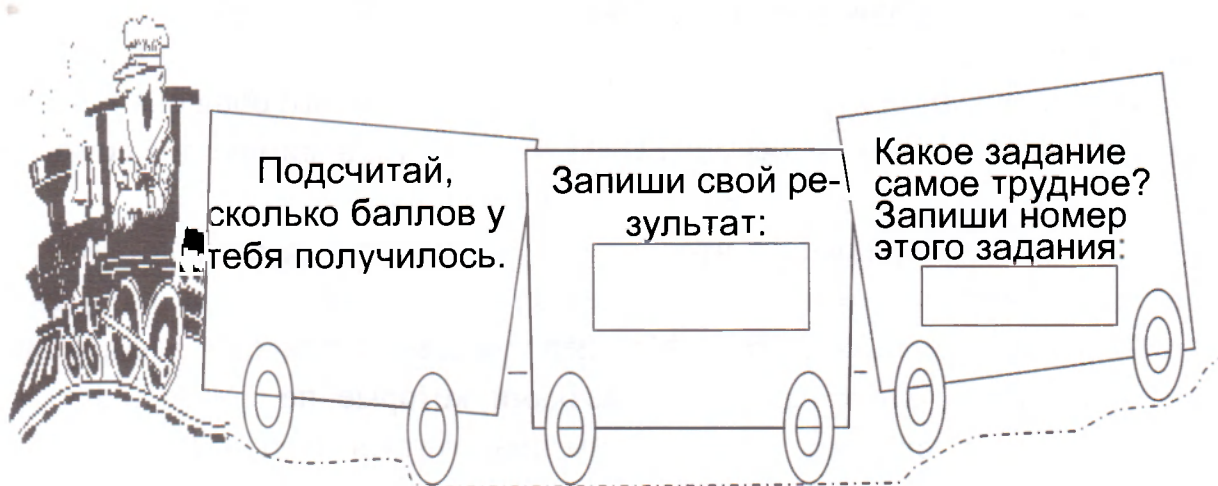 Подсчитай,
сколько баллов у
тебя получилось.
Запиши свой ре-
зультат:
Какое задание
самое трудное?
Запиши номер
этого задания: